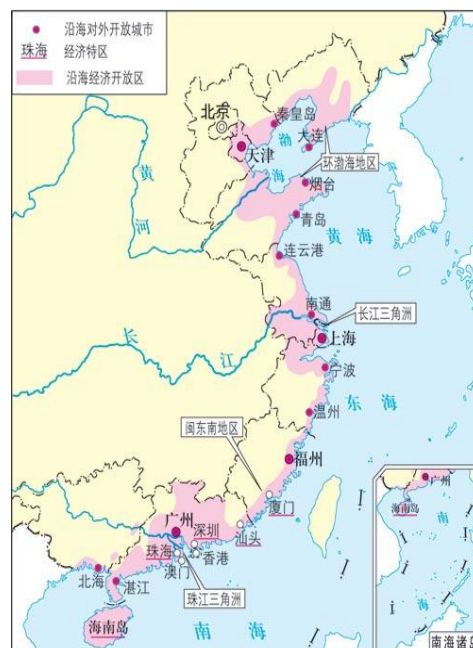 沿海对外开放城市
珠海 经济特区
沿海经济开放区
北京
秦皇岛
渤
大连
天津
海
环渤海地区
烟台
黄
河
青岛
黄海
连云港
南通
长江三角洲
长
江
上海
宁波
东海
温州
闽东南地区
福州
厦门
广州
深圳
汕头
珠海
香港
澳门
北海
湛江
珠江三角洲
海南岛
南海
广州
海南岛
南
海
南海诸岛